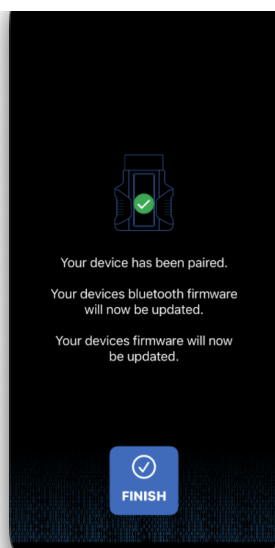 Your device has been paired.
Your devices bluetooth firmware
will now be updated.
Your devices firmware will now
be updated.
FINISH